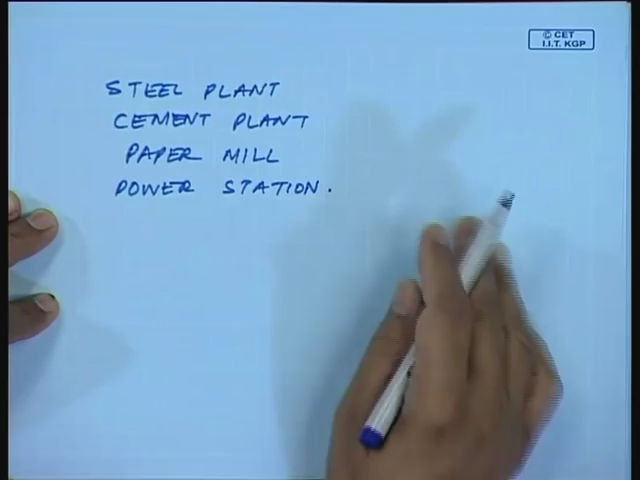 © CET
I.I.T. KGP
STEEL PLANT
CEMENT PLANT
PAPER MILL
POWER STATION.